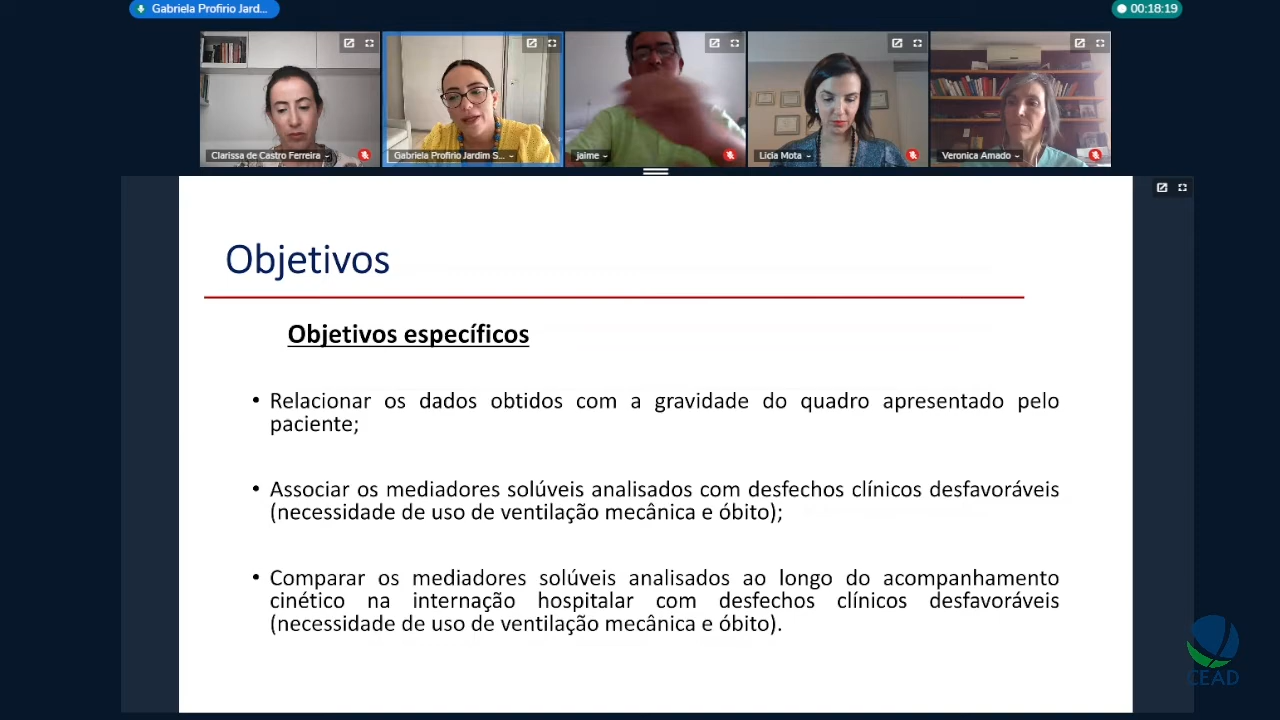 Gabriela Profirio Jard...
00:18:19
Clarissa de Castro Ferreira
Gabriela Profirio Jardim S...
jaime
Licia Mota
Veronica Amado
Objetivos
Objetivos específicos
• Relacionar os dados obtidos com a gravidade do quadro apresentado pelo
paciente;
• Associar os mediadores solúveis analisados com desfechos clínicos desfavoráveis
(necessidade de uso de ventilação mecânica e óbito);
• Comparar os mediadores solúveis analisados ao longo do acompanhamento
cinético na internação hospitalar com desfechos clínicos desfavoráveis
(necessidade de uso de ventilação mecânica e óbito).
CEAD